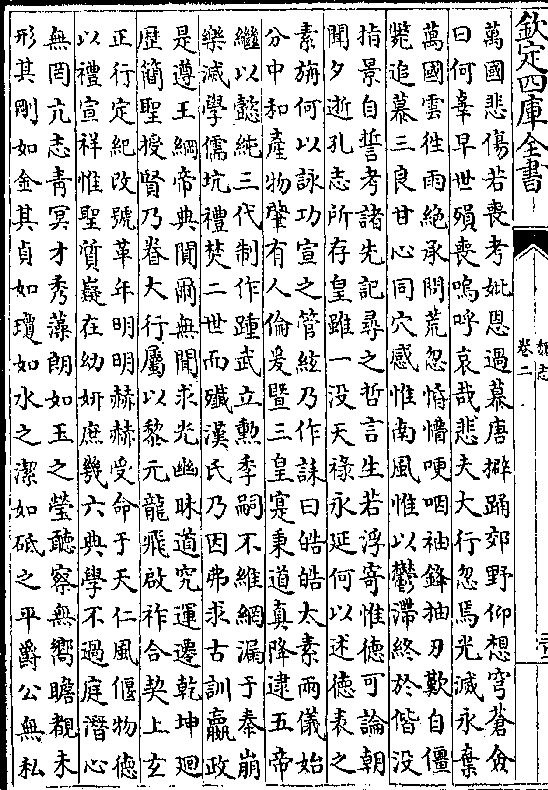 欽定四庫全書
魏志
卷二
萬國悲傷若喪考妣恩過慕唐擗踊郊野仰想穹蒼僉
曰何辜早世殞喪嗚呼哀哉悲夫大行忽焉光滅永棄
萬國雲徃雨絶承問荒忽惛懵哽咽袖鋒抽刃歎自僵
斃追慕三良甘心同穴感惟南風惟以鬱滯終於偕没
指景自誓考諸先記尋之哲言生若浮寄惟徳可論朝
聞夕逝孔志所存皇雖一没天禄永延何以述德表之
素旃何以詠功宣之管絃乃作誄曰皓皓太素兩儀始
分中和產物肇有人倫爰暨三皇寔秉道真降逮五帝
繼以懿純三代制作踵武立勲季嗣不維網漏于秦崩
樂滅學儒坑禮焚二世而殲漢氏乃因弗求古訓嬴政
是遵王綱帝典闃爾無聞求光幽昧道究運遷乾坤廻
歴簡聖授賢乃眷大行屬以黎元龍飛啟祚合契上玄
五行定紀改號革年明明赫赫受命于天仁風偃物徳
以禮宣祥惟聖質嶷在幼妍庶幾六典學不過庭潛心
無罔亢志青冥才秀藻朗如玉之瑩聽察無嚮瞻覩未
形其剛如金其貞如瓊如水之潔如砥之平爵公無私